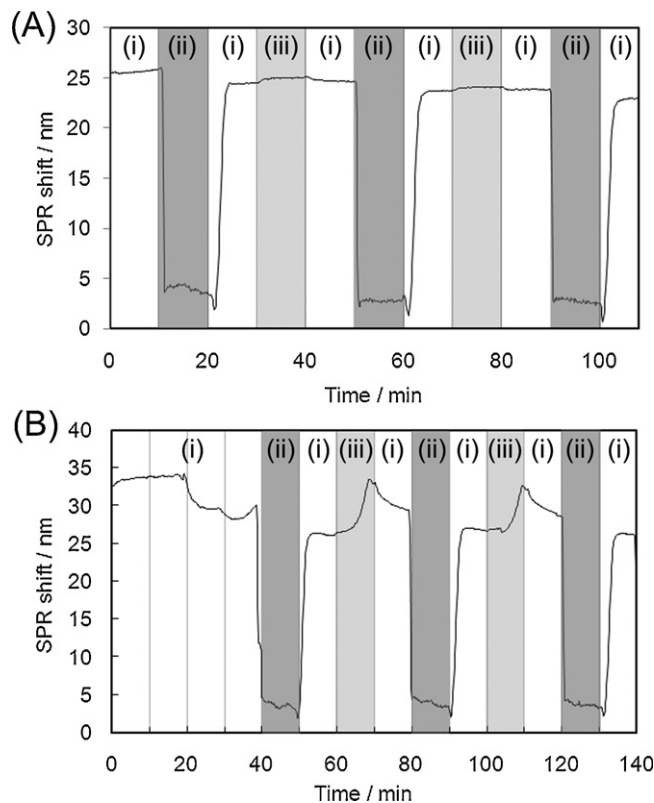 (A)
30
25
20
15
10
5
0
SPR shift / nm
(i) (ii) (i) (iii) (i) (ii) (i) (iii) (i) (ii) (i)
0 20 40 60 80 100
Time / min
(B)
40
35
30
25
20
15
10
5
0
SPR shift / nm
(i) (ii) (i) (iii) (i) (ii) (i) (iii) (i) (ii) (i)
0 20 40 60 80 100 120 140
Time / min